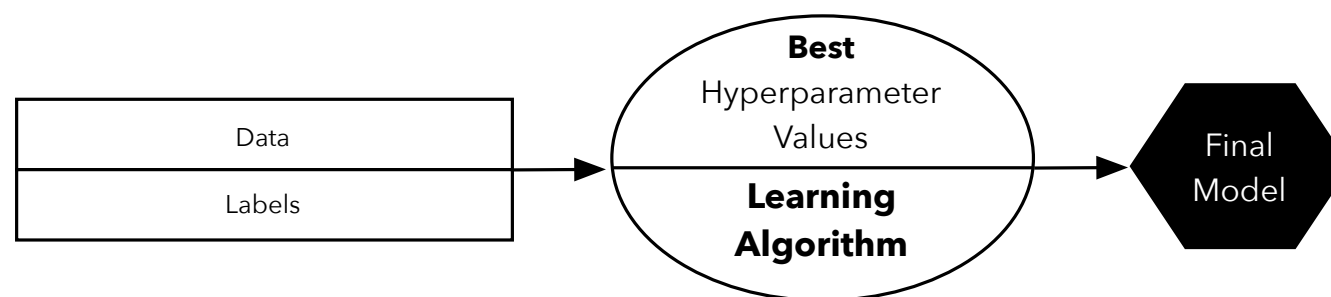 Data
Labels
Best
Hyperparameter
Values
Learning
Algorithm
Final
Model